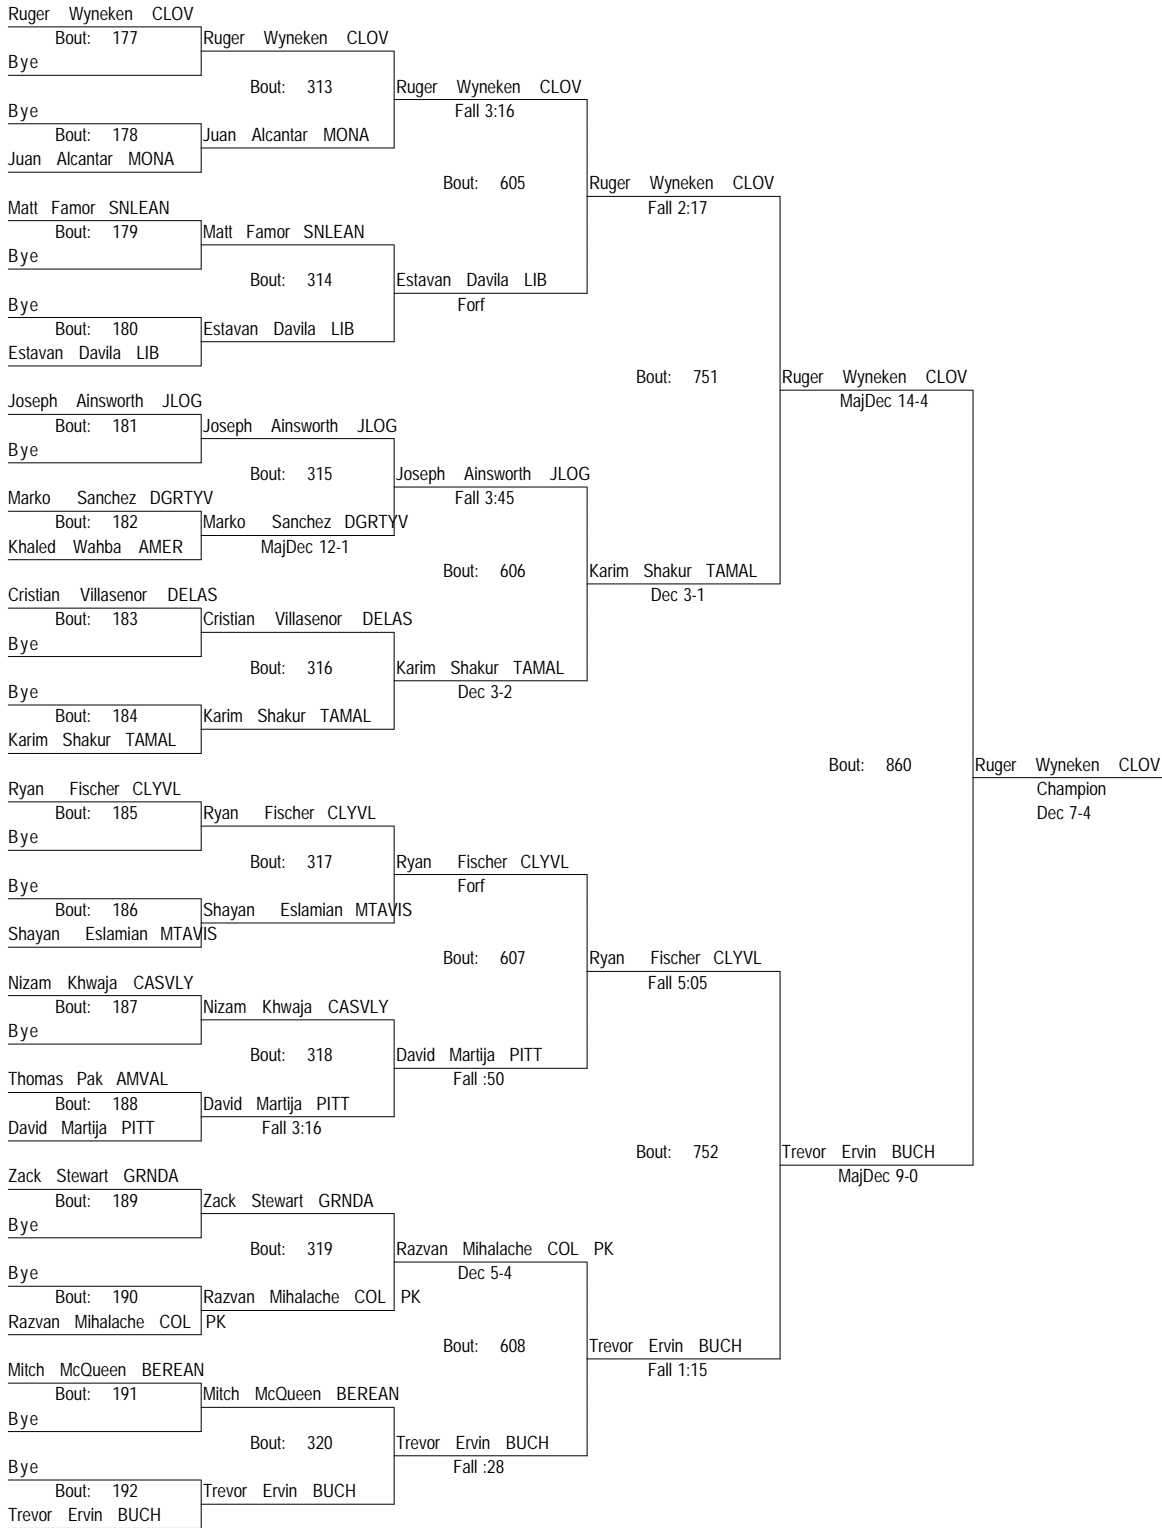 Ruger Wyneken CLOV
Bout: 177 Ruger Wyneken CLOV
Bye
Bout: 313 Ruger Wyneken CLOV
Bye Fall 3:16
Bout: 178 Juan Alcantar MONA
Juan Alcantar MONA
Bout: 605 Ruger Wyneken CLOV
Matt Famor SNLEAN Fall 2:17
Bout: 179 Matt Famor SNLEAN
Bye
Bout: 314 Estavan Davila LIB
Bye Forf
Bout: 180 Estavan Davila LIB
Estavan Davila LIB
Bout: 751 Ruger Wyneken CLOV
Joseph Ainsworth JLOG MajDec 14-4
Bout: 181 Joseph Ainsworth JLOG
Bye
Bout: 315 Joseph Ainsworth JLOG
Marko Sanchez DGRTYV Fall 3:45
Bout: 182 Marko Sanchez DGRTYV
Khaled Wahba AMER MajDec 12-1
Bout: 606 Karim Shakur TAMAL
Cristian Villasenor DELAS Dec 3-1
Bout: 183 Cristian Villasenor DELAS
Bye
Bout: 316 Karim Shakur TAMAL
Bye Dec 3-2
Bout: 184 Karim Shakur TAMAL
Karim Shakur TAMAL
Bout: 860 Ruger Wyneken CLOV
Ryan Fischer CLYVL Champion
Bout: 185 Ryan Fischer CLYVL Dec 7-4
Bye
Bout: 317 Ryan Fischer CLYVL
Bye Forf
Bout: 186 Shayan Eslamian MTAVIS
Shayan Eslamian MTAVIS
Bout: 607 Ryan Fischer CLYVL
Nizam Khwaja CASVLY Fall 5:05
Bout: 187 Nizam Khwaja CASVLY
Bye
Bout: 318 David Martija PITT
Thomas Pak AMVAL Fall :50
Bout: 188 David Martija PITT
David Martija PITT Fall 3:16
Bout: 752 Trevor Ervin BUCH
Zack Stewart GRNDA MajDec 9-0
Bout: 189 Zack Stewart GRNDA
Bye
Bout: 319 Razvan Mihalache COL PK
Bye Dec 5-4
Bout: 190 Razvan Mihalache COL PK
Razvan Mihalache COL PK
Bout: 608 Trevor Ervin BUCH
Mitch McQueen BEREAN Fall 1:15
Bout: 191 Mitch McQueen BEREAN
Bye
Bout: 320 Trevor Ervin BUCH
Bye Fall :28
Bout: 192 Trevor Ervin BUCH
Trevor Ervin BUCH